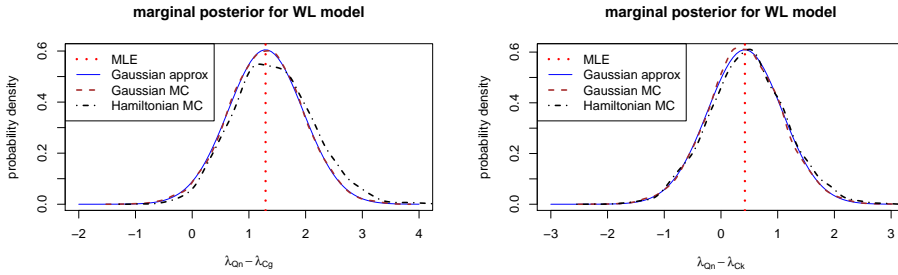 marginal posterior for WL model
probability density
0.0 0.2 0.4 0.6
MLE
Gaussian approx
Gaussian MC
Hamiltonian MC
−2 −1 0 1 2 3 4
λQn − λCg
marginal posterior for WL model
probability density
0.0 0.2 0.4 0.6
MLE
Gaussian approx
Gaussian MC
Hamiltonian MC
−3 −2 −1 0 1 2 3
λQn − λCk